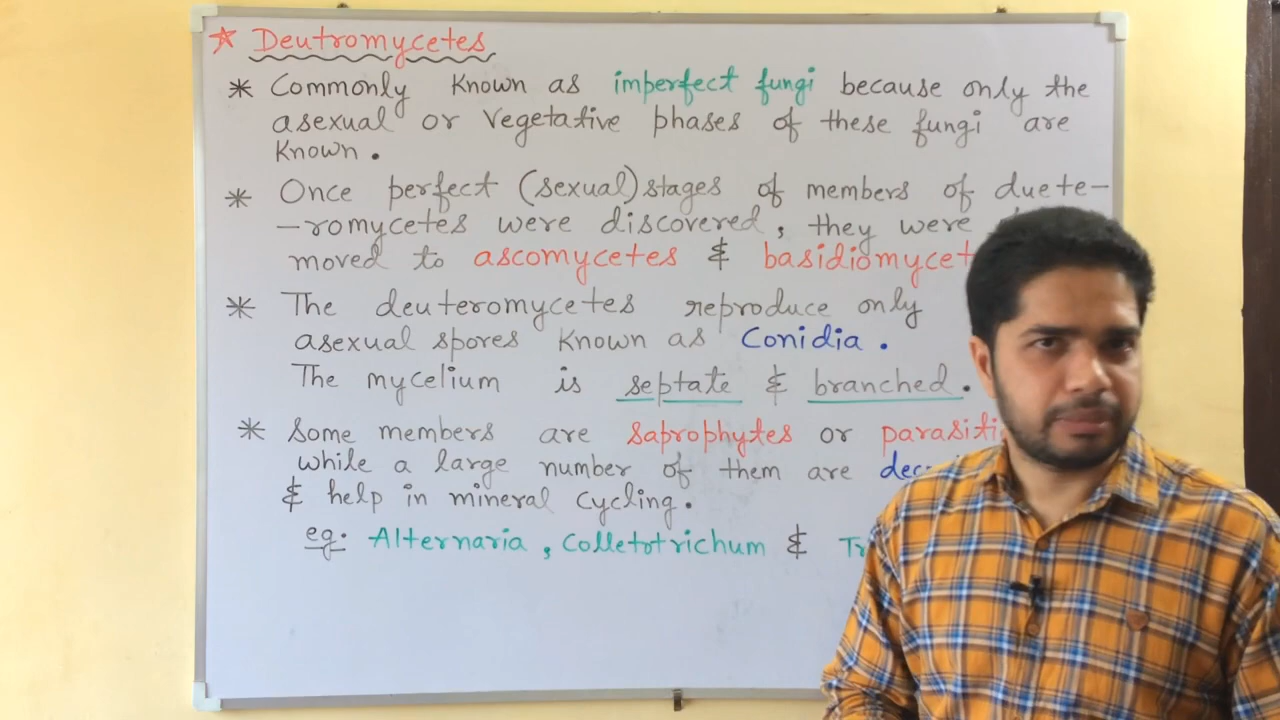 * Deutromycetes
* Commonly known as imperfect fungi because only the
asexual or vegetative phases of these fungi are
known.
* Once perfect (sexual) stages of members of duete-
-romycetes were discovered, they were
moved to ascomycetes &
* The deuteromycetes reproduce only
asexual spores known as Conidia.
The mycelium is septate & branched.
* Some members are saprophytes or
while a large number of them are
& help in mineral cycling.
eg. Alternaria, Colletotrichum &